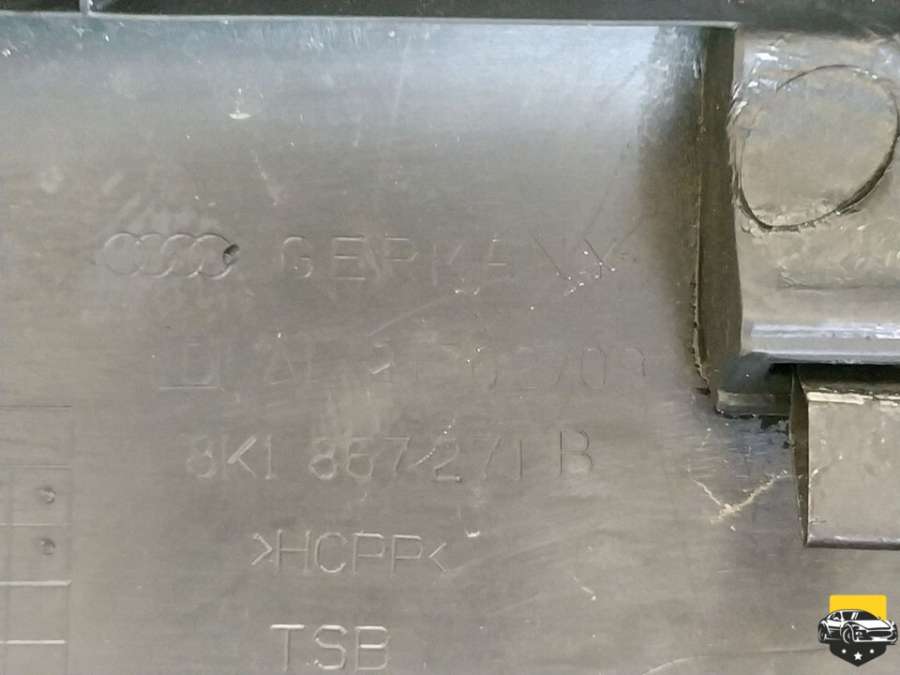 GERMANY
8K1 867 271 B
>HCPP<
TSB